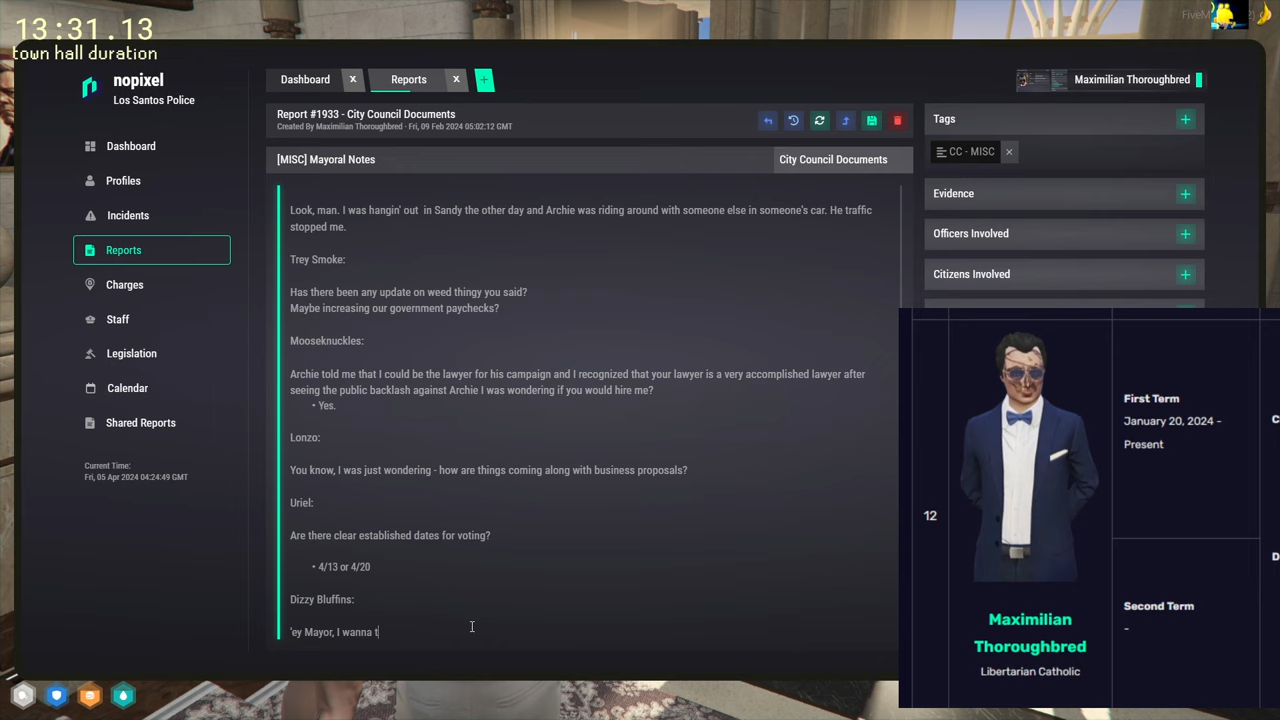 13:31.13
town hall duration
FiveM
nopixel
Los Santos Police
Dashboard
Profiles
Incidents
Reports
Charges
Staff
Legislation
Calendar
Shared Reports
Current Time:
Fri, 05 Apr 2024 04:24:49 GMT
Dashboard x Reports x +
Maximilian Thoroughbred
Report #1933 - City Council Documents
Created By Maximilian Thoroughbred · Fri, 09 Feb 2024 05:02:12 GMT
[MISC] Mayoral Notes
City Council Documents
Look, man. I was hangin' out in Sandy the other day and Archie was riding around with someone else in someone's car. He traffic
stopped me.
Trey Smoke:
Has there been any update on weed thingy you said?
Maybe increasing our government paychecks?
Mooseknuckles:
Archie told me that I could be the lawyer for his campaign and I recognized that your lawyer is a very accomplished lawyer after
seeing the public backlash against Archie I was wondering if you would hire me?
• Yes.
Lonzo:
You know, I was just wondering - how are things coming along with business proposals?
Uriel:
Are there clear established dates for voting?
• 4/13 or 4/20
Dizzy Bluffins:
'ey Mayor, I wanna t
Tags +
CC - MISC x
Evidence +
Officers Involved +
Citizens Involved +
12
Maximilian
Thoroughbred
Libertarian Catholic
First Term
January 20, 2024 -
Present
Second Term
-